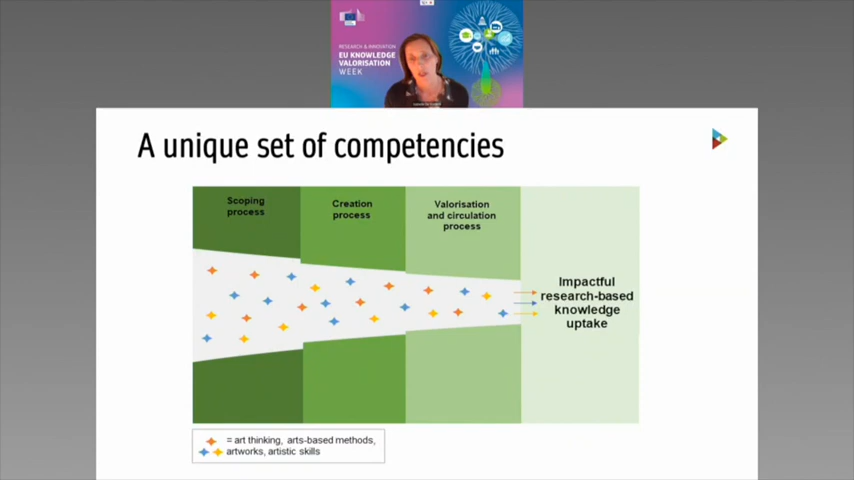 RESEARCH & INNOVATION
EU KNOWLEDGE
VALORISATION
WEEK
A unique set of competencies
Scoping
process
Creation
process
Valorisation
and circulation
process
Impactful
research-based
knowledge
uptake
= art thinking, arts-based methods,
artworks, artistic skills